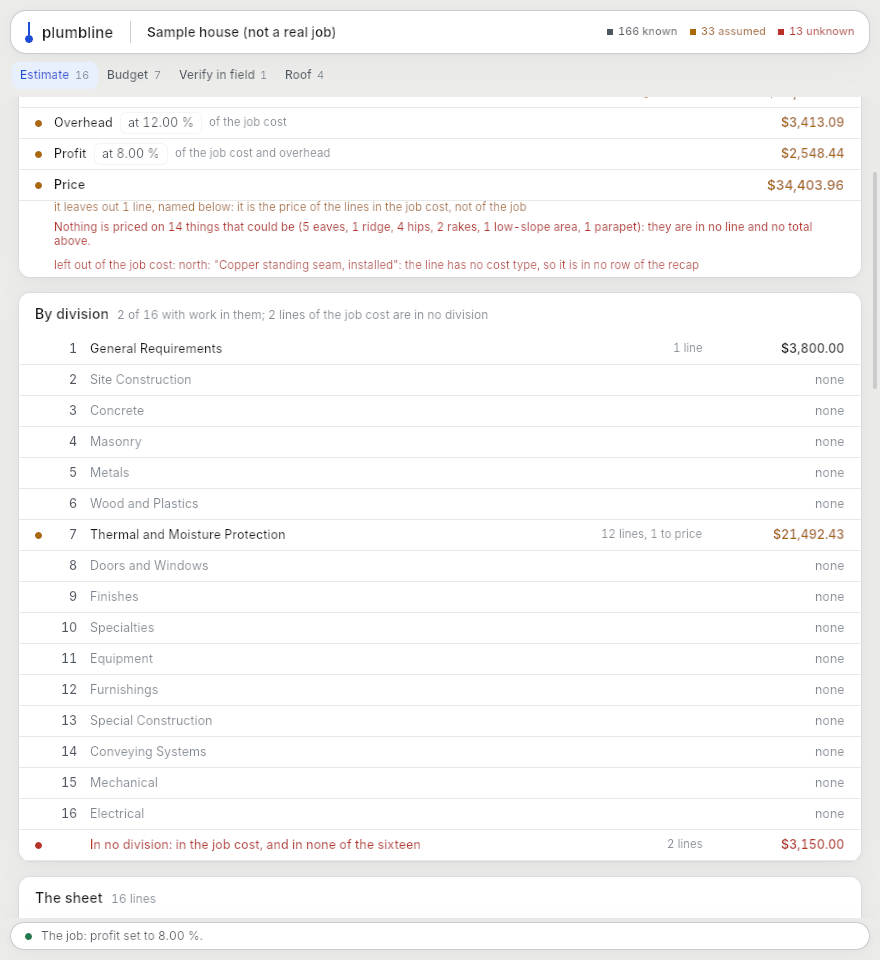 plumbline
Sample house (not a real job)
166 known
33 assumed
13 unknown
Estimate 16
Budget 7
Verify in field 1
Roof 4
Overhead at 12.00 % of the job cost $3,413.09
Profit at 8.00 % of the job cost and overhead $2,548.44
Price $34,403.96
it leaves out 1 line, named below: it is the price of the lines in the job cost, not of the job
Nothing is priced on 14 things that could be (5 eaves, 1 ridge, 4 hips, 2 rakes, 1 low-slope area, 1 parapet): they are in no line and no total
above.
left out of the job cost: north: "Copper standing seam, installed": the line has no cost type, so it is in no row of the recap
By division 2 of 16 with work in them; 2 lines of the job cost are in no division
1 General Requirements 1 line $3,800.00
2 Site Construction none
3 Concrete none
4 Masonry none
5 Metals none
6 Wood and Plastics none
7 Thermal and Moisture Protection 12 lines, 1 to price $21,492.43
8 Doors and Windows none
9 Finishes none
10 Specialties none
11 Equipment none
12 Furnishings none
13 Special Construction none
14 Conveying Systems none
15 Mechanical none
16 Electrical none
In no division: in the job cost, and in none of the sixteen 2 lines $3,150.00
The sheet 16 lines
The job: profit set to 8.00 %.